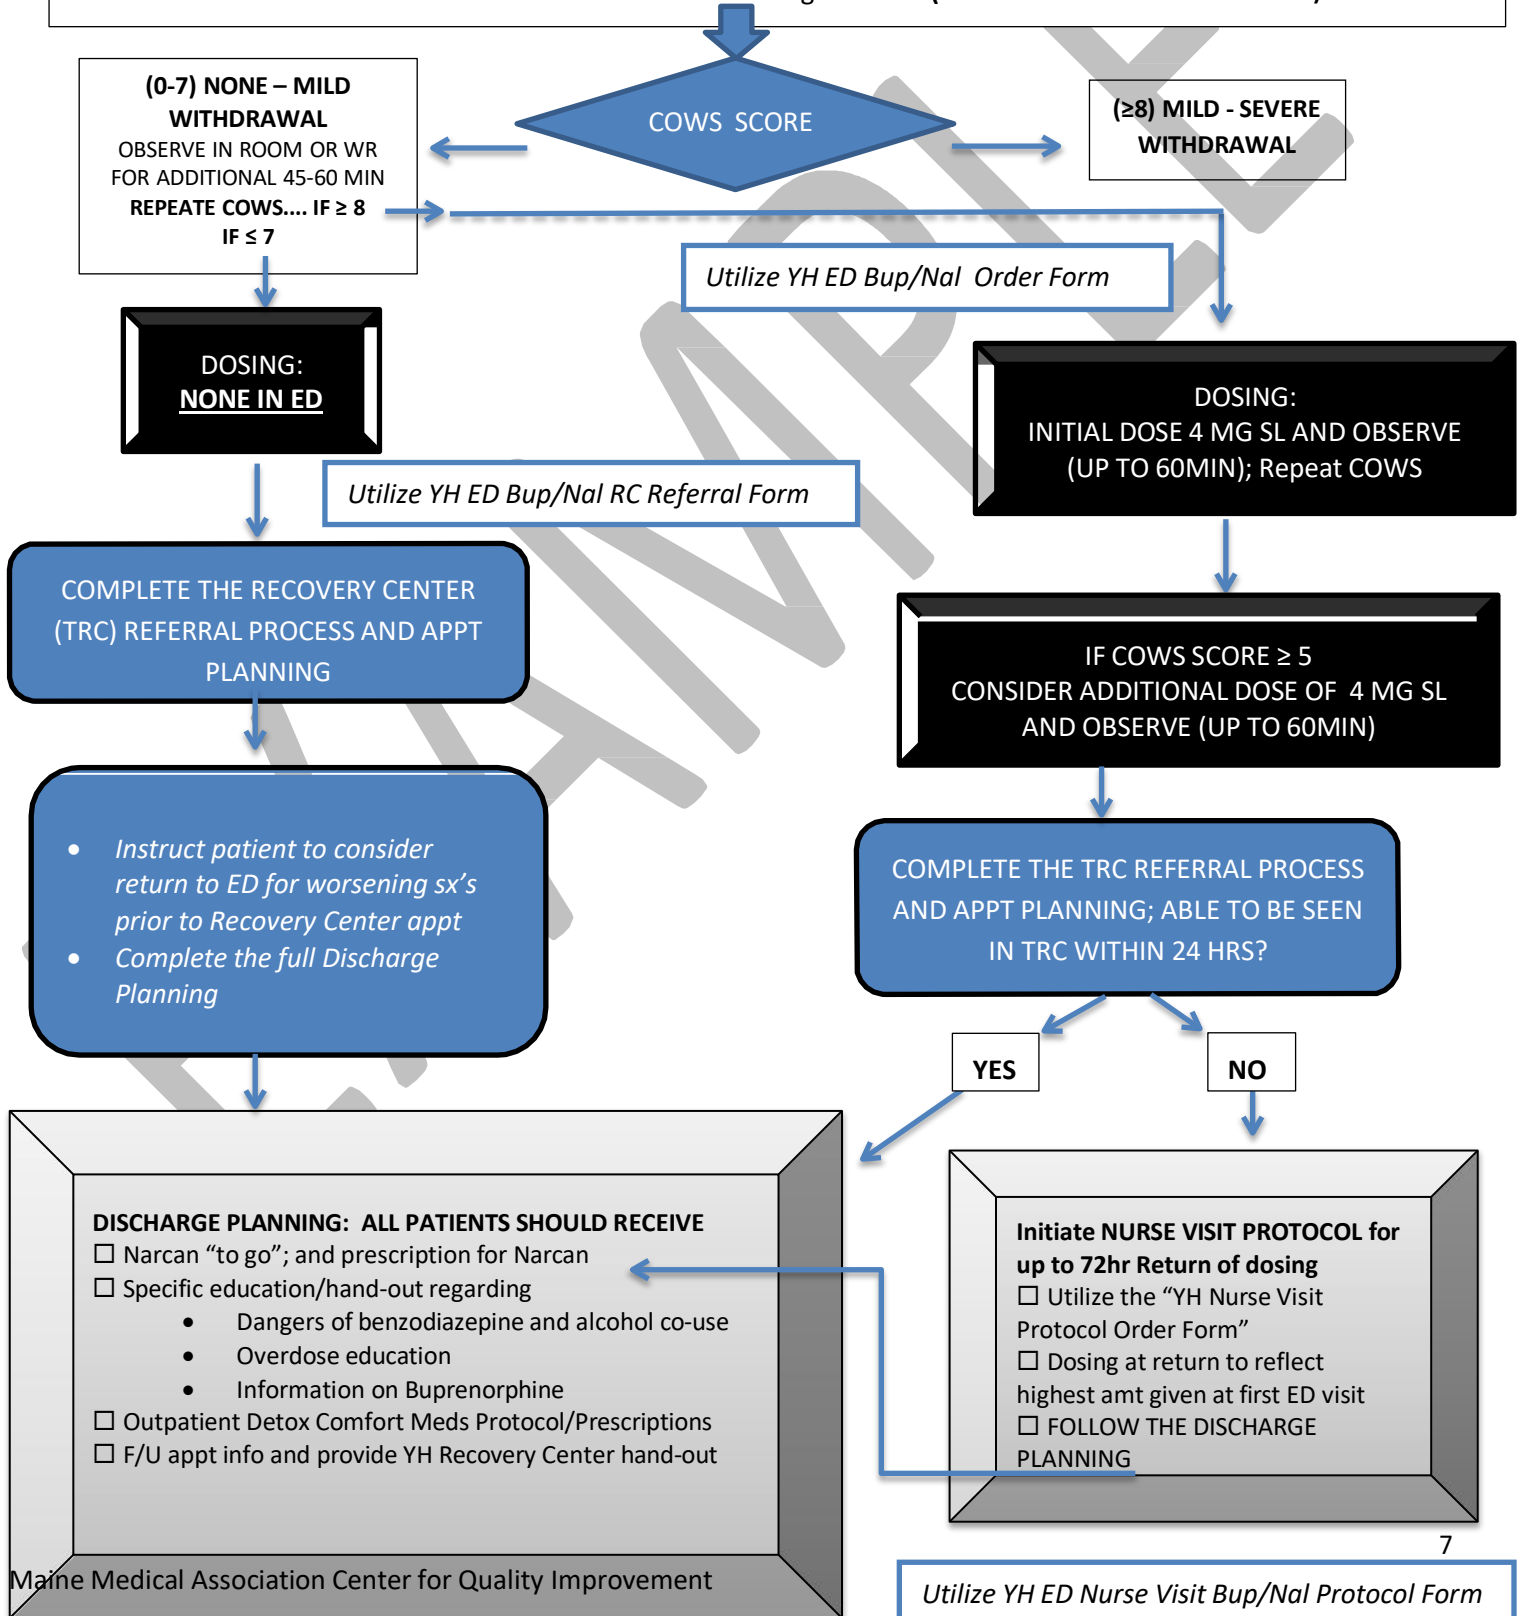 COWS SCORE
(0-7) NONE – MILD
WITHDRAWAL
OBSERVE IN ROOM OR WR
FOR ADDITIONAL 45-60 MIN
REPEATE COWS.... IF ≥ 8
IF ≤ 7
(≥8) MILD - SEVERE
WITHDRAWAL
Utilize YH ED Bup/Nal Order Form
DOSING:
NONE IN ED
DOSING:
INITIAL DOSE 4 MG SL AND OBSERVE
(UP TO 60MIN); Repeat COWS
Utilize YH ED Bup/Nal RC Referral Form
COMPLETE THE RECOVERY CENTER
(TRC) REFERRAL PROCESS AND APPT
PLANNING
IF COWS SCORE ≥ 5
CONSIDER ADDITIONAL DOSE OF 4 MG SL
AND OBSERVE (UP TO 60MIN)
• Instruct patient to consider
return to ED for worsening sx's
prior to Recovery Center appt
• Complete the full Discharge
Planning
COMPLETE THE TRC REFERRAL PROCESS
AND APPT PLANNING; ABLE TO BE SEEN
IN TRC WITHIN 24 HRS?
YES
NO
DISCHARGE PLANNING: ALL PATIENTS SHOULD RECEIVE
☐ Narcan “to go”; and prescription for Narcan
☐ Specific education/hand-out regarding
• Dangers of benzodiazepine and alcohol co-use
• Overdose education
• Information on Buprenorphine
☐ Outpatient Detox Comfort Meds Protocol/Prescriptions
☐ F/U appt info and provide YH Recovery Center hand-out
Initiate NURSE VISIT PROTOCOL for
up to 72hr Return of dosing
☐ Utilize the “YH Nurse Visit
Protocol Order Form”
☐ Dosing at return to reflect
highest amt given at first ED visit
☐ FOLLOW THE DISCHARGE
PLANNING
7
Maine Medical Association Center for Quality Improvement
Utilize YH ED Nurse Visit Bup/Nal Protocol Form
EXAMPLE